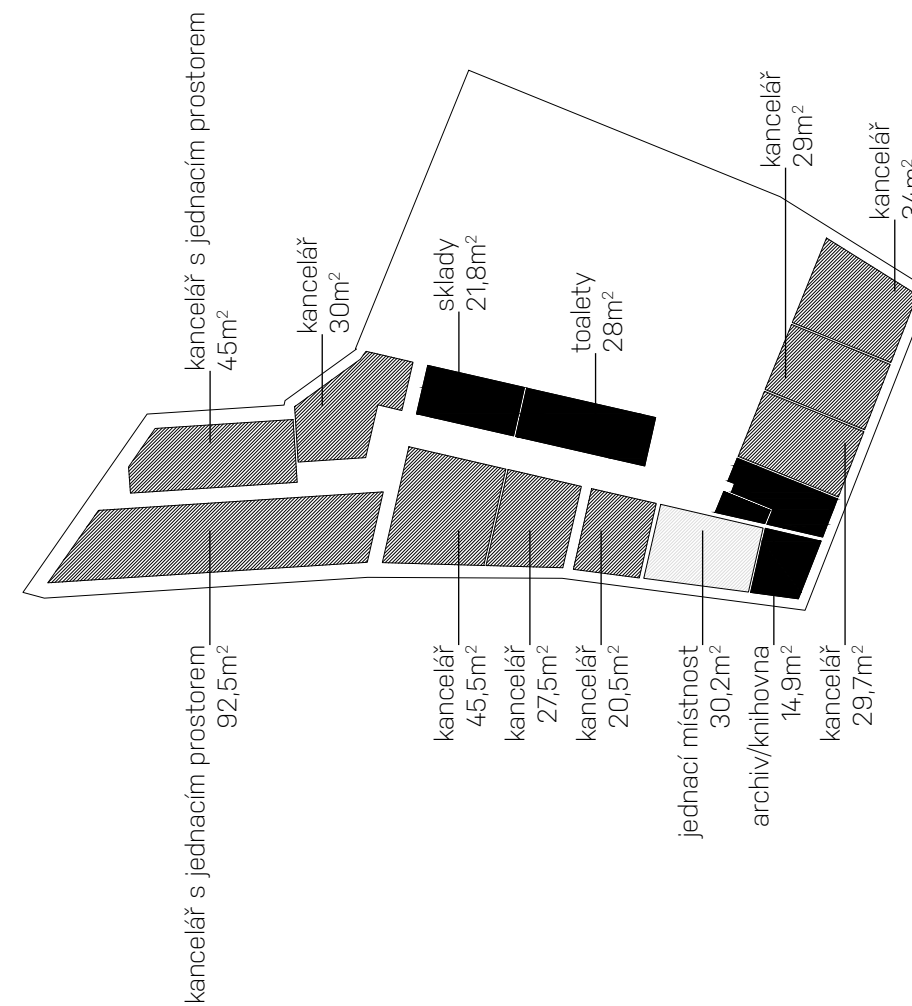 kancelář s jednacím prostorem
45m²
kancelář
30m²
sklady
21,8m²
toalety
28m²
kancelář
29m²
kancelář
34m²
kancelář s jednacím prostorem
92,5m²
kancelář
45,5m²
kancelář
27,5m²
kancelář
20,5m²
jednací místnost
30,2m²
archiv/knihovna
14,9m²
kancelář
29,7m²